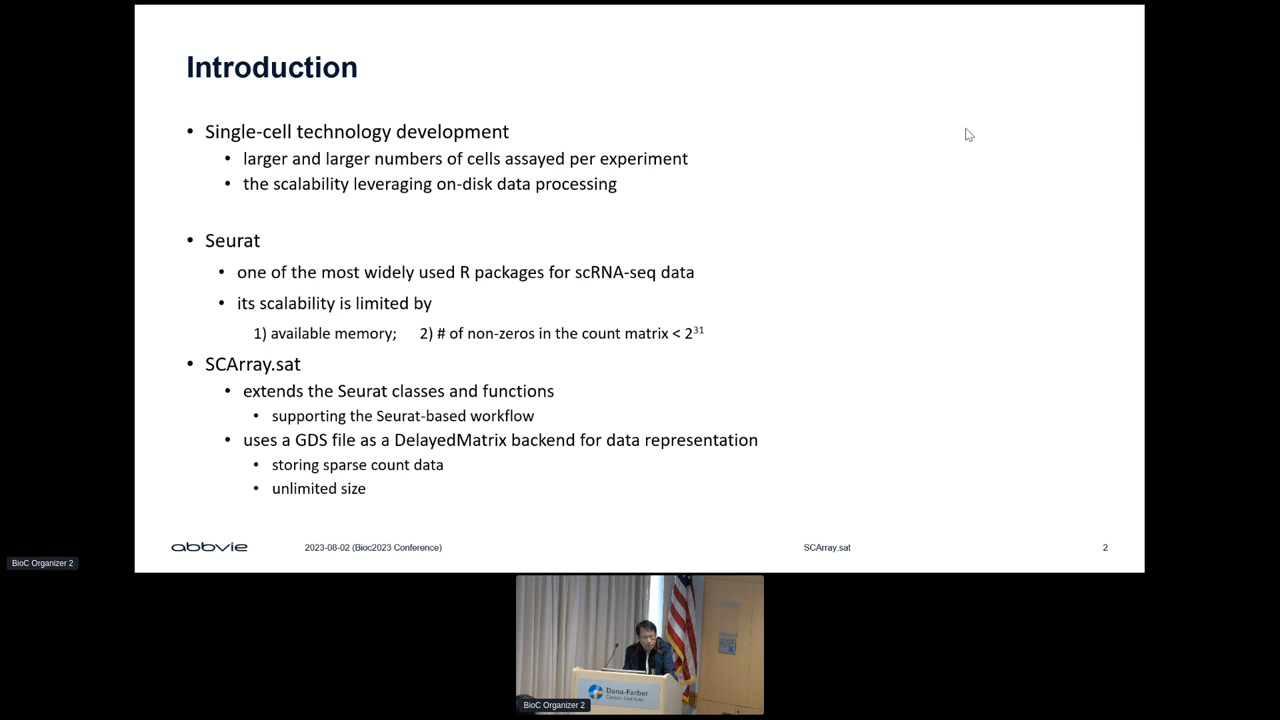 Introduction
• Single-cell technology development
• larger and larger numbers of cells assayed per experiment
• the scalability leveraging on-disk data processing
• Seurat
• one of the most widely used R packages for scRNA-seq data
• its scalability is limited by
1) available memory; 2) # of non-zeros in the count matrix < 2³¹
• SCArray.sat
• extends the Seurat classes and functions
• supporting the Seurat-based workflow
• uses a GDS file as a DelayedMatrix backend for data representation
• storing sparse count data
• unlimited size
abbvie 2023-08-02 (Bioc2023 Conference) SCArray.sat 2
BioC Organizer 2
Dana-Farber
Cancer Institute
BioC Organizer 2